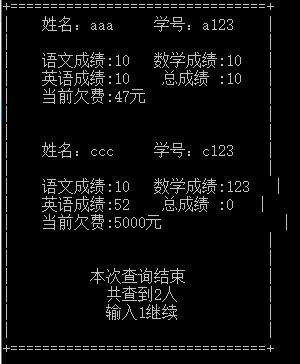 姓名：aaa 学号：a123
语文成绩:10 数学成绩:10
英语成绩:10 总成绩 :10
当前欠费:47元
姓名：ccc 学号：c123
语文成绩:10 数学成绩:123
英语成绩:52 总成绩 :0
当前欠费:5000元
本次查询结束
共查到2人
输入1继续